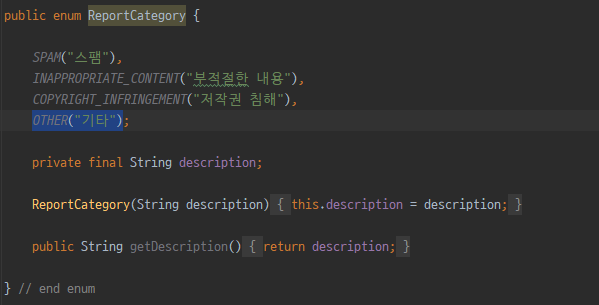 public enum ReportCategory {
SPAM("스팸"),
INAPPROPRIATE_CONTENT("부적절한 내용"),
COPYRIGHT_INFRINGEMENT("저작권 침해"),
OTHER("기타");
private final String description;
ReportCategory(String description) { this.description = description; }
public String getDescription() { return description; }
} // end enum